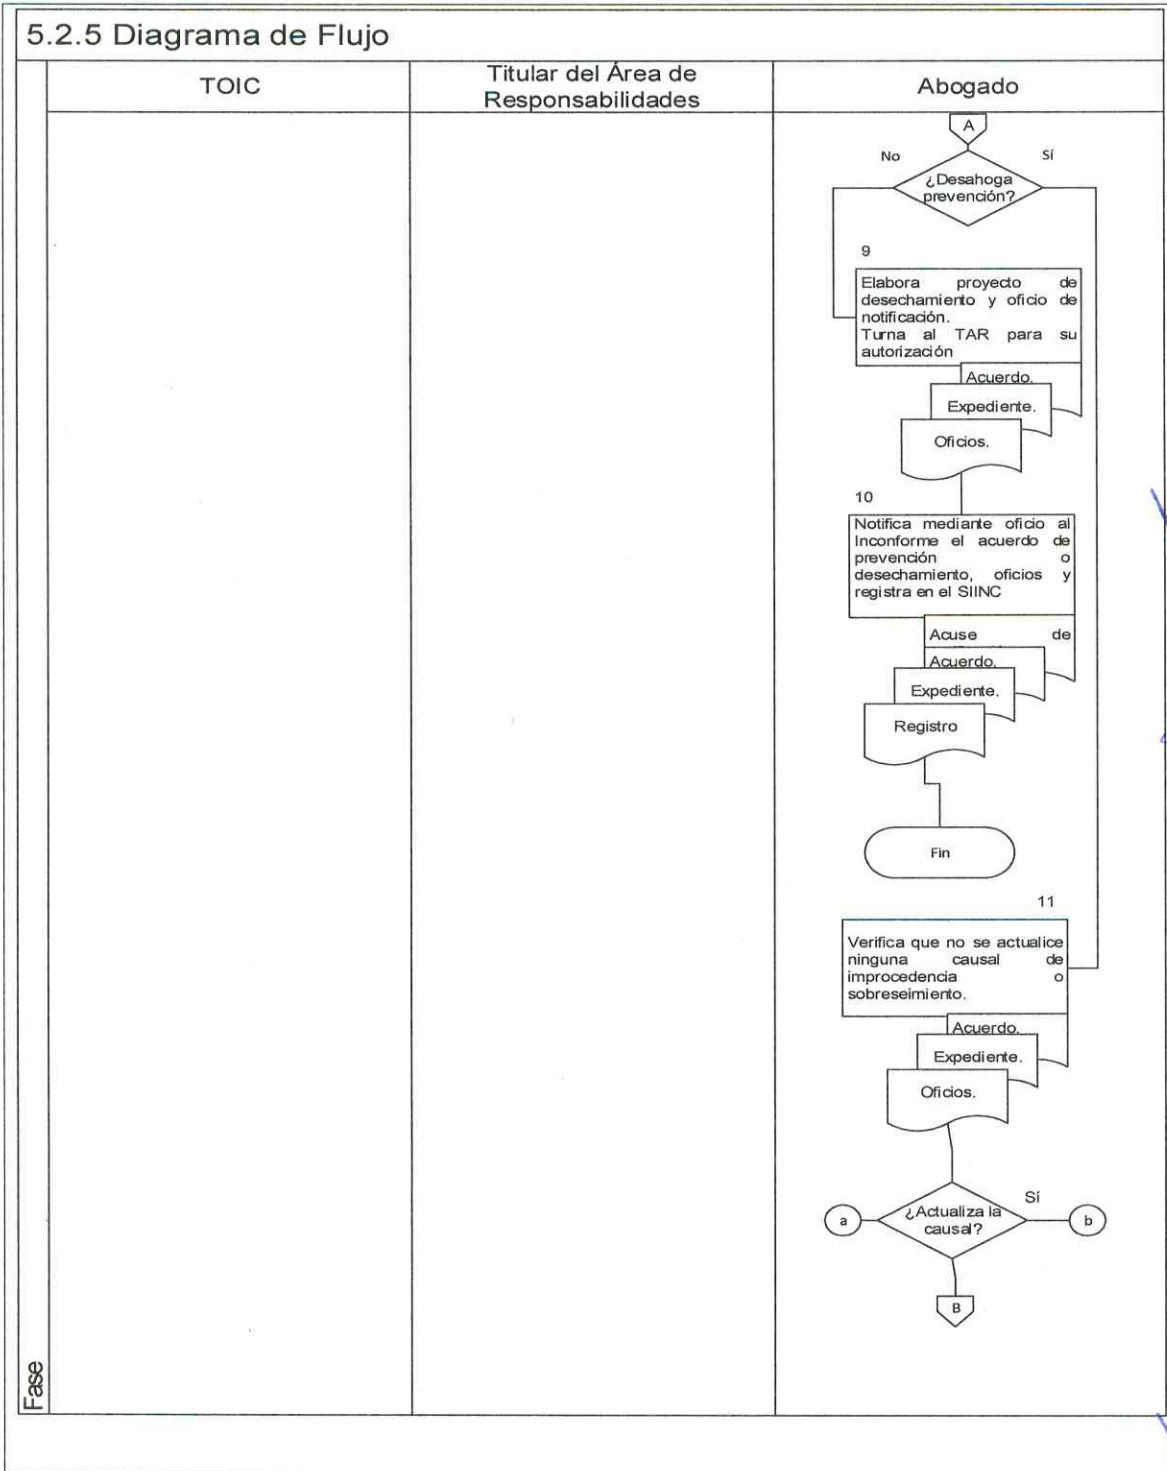 5.2.5 Diagrama de Flujo
TOIC
Titular del Área de
Responsabilidades
Abogado
A
No
Sí
¿Desahoga
prevención?
9
Elabora proyecto de
desechamiento y oficio de
notificación.
Turna al TAR para su
autorización
Acuerdo.
Expediente.
Oficios.
10
Notifica mediante oficio al
Inconforme el acuerdo de
prevención o
desechamiento, oficios y
registra en el SIINC
Acuse de
Acuerdo.
Expediente.
Registro
Fin
11
Verifica que no se actualice
ninguna causal de
improcedencia o
sobreseimiento.
Acuerdo.
Expediente.
Oficios.
Sí
a
¿Actualiza la
causal?
b
B
Fase